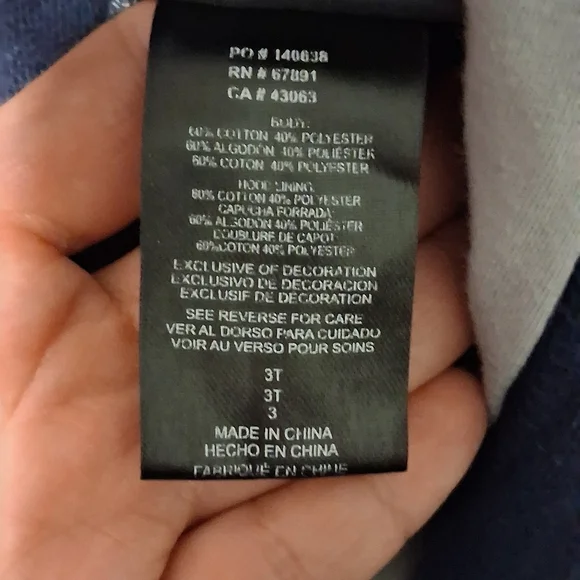 PO # 140638
RN # 67891
CA # 43063
BODY:
60% COTTON 40% POLYESTER
60% ALGODÓN 40% POLIÉSTER
60% COTON 40% POLYESTER
HOOD LINING:
60% COTTON 40% POLYESTER
CAPUCHA FORRADA:
60% ALGODÓN 40% POLIÉSTER
DOUBLURE DE CAPOT:
60% COTON 40% POLYESTER
EXCLUSIVE OF DECORATION
EXCLUSIVO DE DECORACION
EXCLUSIF DE DECORATION
SEE REVERSE FOR CARE
VER AL DORSO PARA CUIDADO
VOIR AU VERSO POUR SOINS
3T
3T
3
MADE IN CHINA
HECHO EN CHINA
FABRIQUÉ EN CHINE